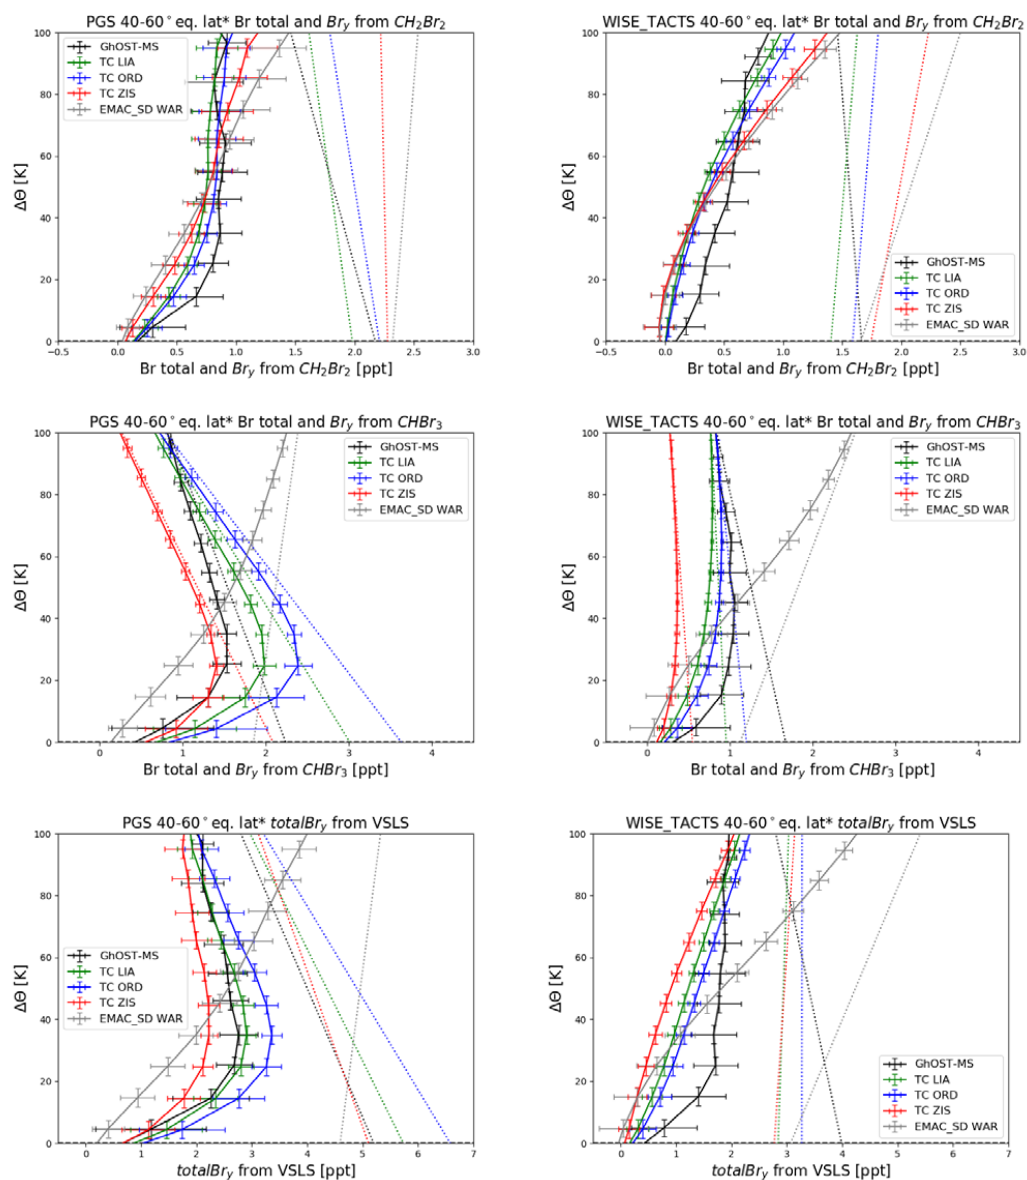 PGS 40-60° eq. lat* Br total and Bry from CH2Br2
100
80
60
40
20
0
ΔΘ [K]
GhOST-MS
TC LIA
TC ORD
TC ZIS
EMAC_SD WAR
−0.5 0.0 0.5 1.0 1.5 2.0 2.5 3.0
Br total and Bry from CH2Br2 [ppt]
WISE_TACTS 40-60° eq. lat* Br total and Bry from CH2Br2
100
80
60
40
20
0
ΔΘ [K]
GhOST-MS
TC LIA
TC ORD
TC ZIS
EMAC_SD WAR
−0.5 0.0 0.5 1.0 1.5 2.0 2.5 3.0
Br total and Bry from CH2Br2 [ppt]
PGS 40-60° eq. lat* Br total and Bry from CHBr3
100
80
60
40
20
0
ΔΘ [K]
GhOST-MS
TC LIA
TC ORD
TC ZIS
EMAC_SD WAR
0 1 2 3 4
Br total and Bry from CHBr3 [ppt]
WISE_TACTS 40-60° eq. lat* Br total and Bry from CHBr3
100
80
60
40
20
0
ΔΘ [K]
GhOST-MS
TC LIA
TC ORD
TC ZIS
EMAC_SD WAR
0 1 2 3 4
Br total and Bry from CHBr3 [ppt]
PGS 40-60° eq. lat* totalBry from VSLS
100
80
60
40
20
0
ΔΘ [K]
GhOST-MS
TC LIA
TC ORD
TC ZIS
EMAC_SD WAR
0 1 2 3 4 5 6 7
totalBry from VSLS [ppt]
WISE_TACTS 40-60° eq. lat* totalBry from VSLS
100
80
60
40
20
0
ΔΘ [K]
GhOST-MS
TC LIA
TC ORD
TC ZIS
EMAC_SD WAR
0 1 2 3 4 5 6 7
totalBry from VSLS [ppt]